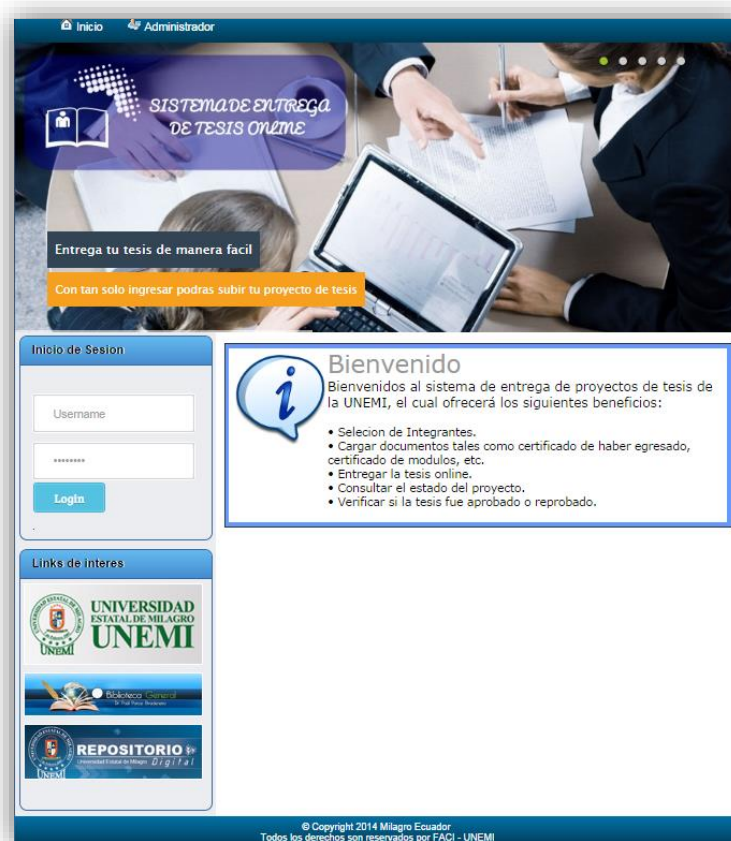 Inicio Administrador
SISTEMA DE ENTREGA
DE TESIS ONLINE
Entrega tu tesis de manera facil
Con tan solo ingresar podras subir tu proyecto de tesis
Inicio de Sesion
Username
••••••••
Login
.
Links de interes
UNIVERSIDAD
ESTATAL DE MILAGRO
UNEMI
UNEMI
Biblioteca General
REPOSITORIO
Universidad Estatal de Milagro Digital
UNEMI
Bienvenido
Bienvenidos al sistema de entrega de proyectos de tesis de
la UNEMI, el cual ofrecerá los siguientes beneficios:
• Selecion de Integrantes.
• Cargar documentos tales como certificado de haber egresado,
certificado de modulos, etc.
• Entregar la tesis online.
• Consultar el estado del proyecto.
• Verificar si la tesis fue aprobado o reprobado.
© Copyright 2014 Milagro Ecuador
Todos los derechos son reservados por FACI - UNEMI